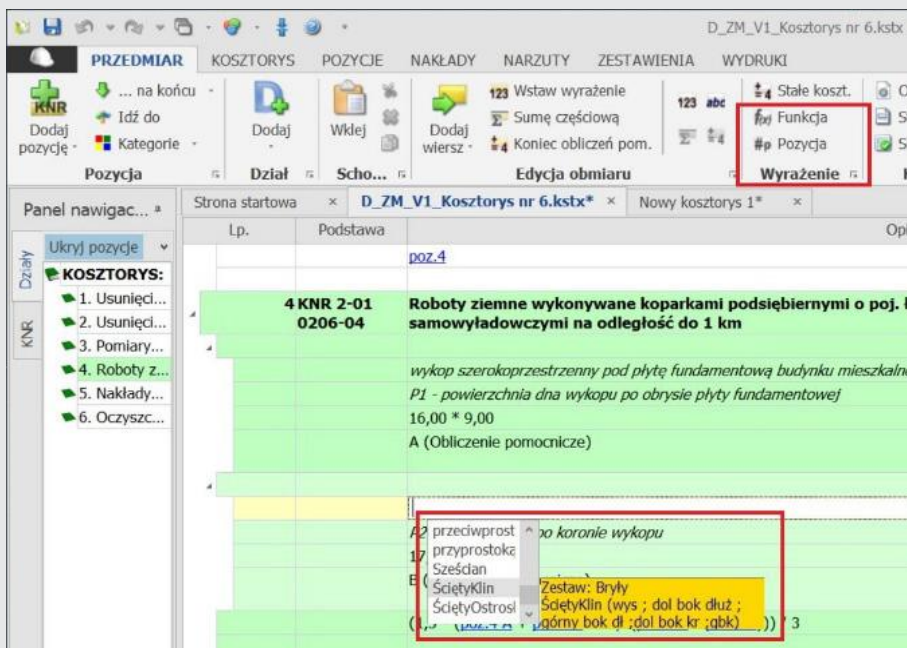 D_ZM_V1_Kosztorys nr 6.kstx
PRZEDMIAR KOSZTORYS POZYCJE NAKŁADY NARZUTY ZESTAWIENIA WYDRUKI
KNR
Dodaj pozycję
... na końcu
Idź do
Kategorie
Pozycja
Dodaj
Dział
Wklej
Scho...
Dodaj wiersz
123 Wstaw wyrażenie
Σ Sumę częściową
Koniec obliczeń pom.
Edycja obmiaru
123 abc
Stałe koszt.
f(x) Funkcja
#p Pozycja
Wyrażenie
Panel nawigac...
Strona startowa × D_ZM_V1_Kosztorys nr 6.kstx* × Nowy kosztorys 1* ×
Działy
KNR
Ukryj pozycje
KOSZTORYS:
1. Usunięci...
2. Usunięci...
3. Pomiary...
4. Roboty z...
5. Nakłady...
6. Oczyszc...
Lp. Podstawa Opi
poz.4
4 KNR 2-01 Roboty ziemne wykonywane koparkami podsiębiernymi o poj.
0206-04 samowyładowczymi na odległość do 1 km
wykop szerokoprzestrzenny pod płytę fundamentową budynku mieszkaln
P1 - powierzchnia dna wykopu po obrysie płyty fundamentowej
16,00 * 9,00
A (Obliczenie pomocnicze)
przeciwprost
po koronie wykopu
przyprostoką
Sześcian
ŚciętyKlin
ŚciętyOstrosł
Zestaw: Bryły
ŚciętyKlin (wys ; dol bok dłuż ;
górny bok dł ;dol bok kr ;gbk)
)) / 3